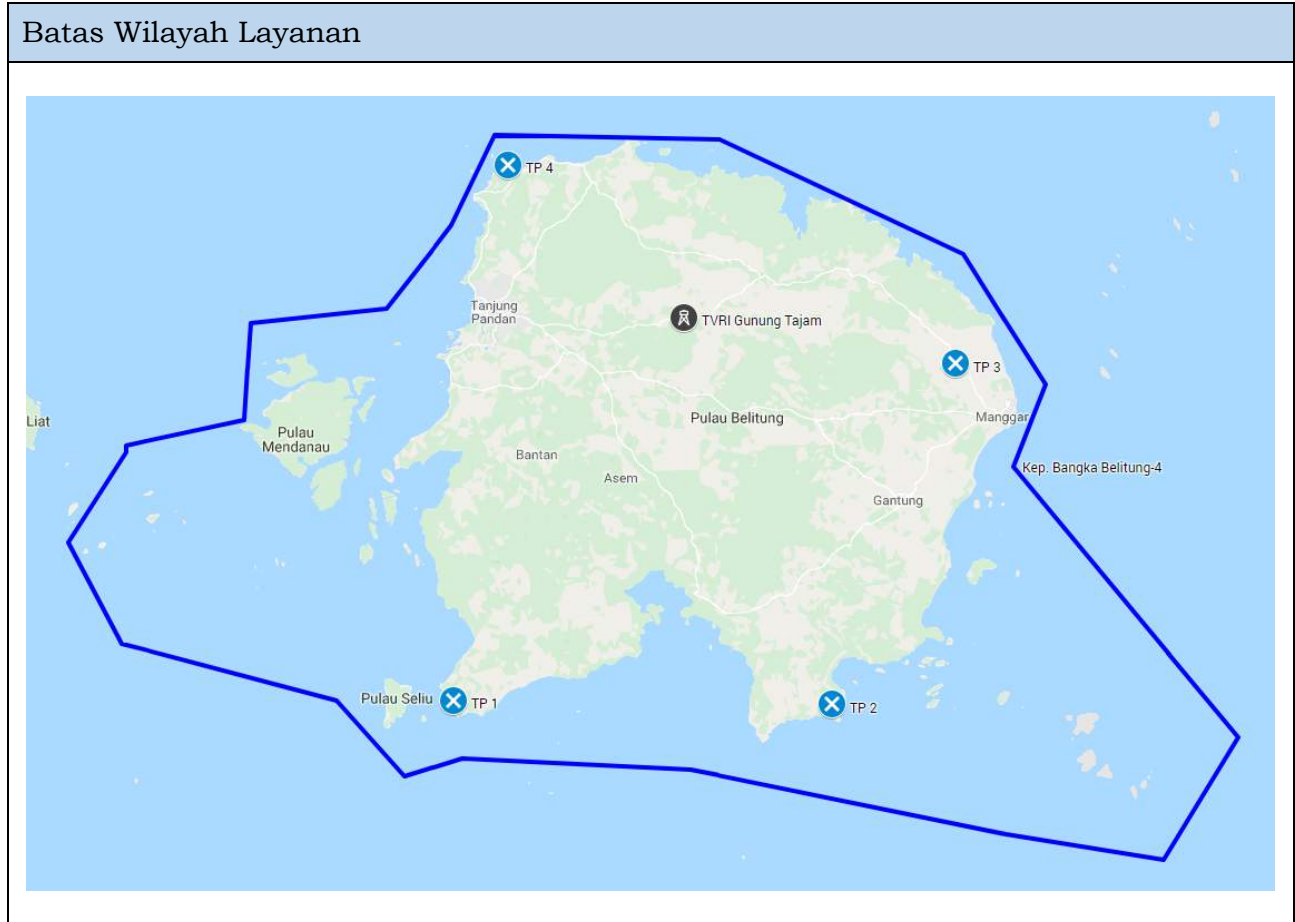 Batas Wilayah Layanan
TP 4
Tanjung
Pandan
TVRI Gunung Tajam
TP 3
Liat
Pulau
Mendanau
Pulau Belitung
Manggar
Bantan
Asem
Kep. Bangka Belitung-4
Gantung
Pulau Seliu
TP 1
TP 2